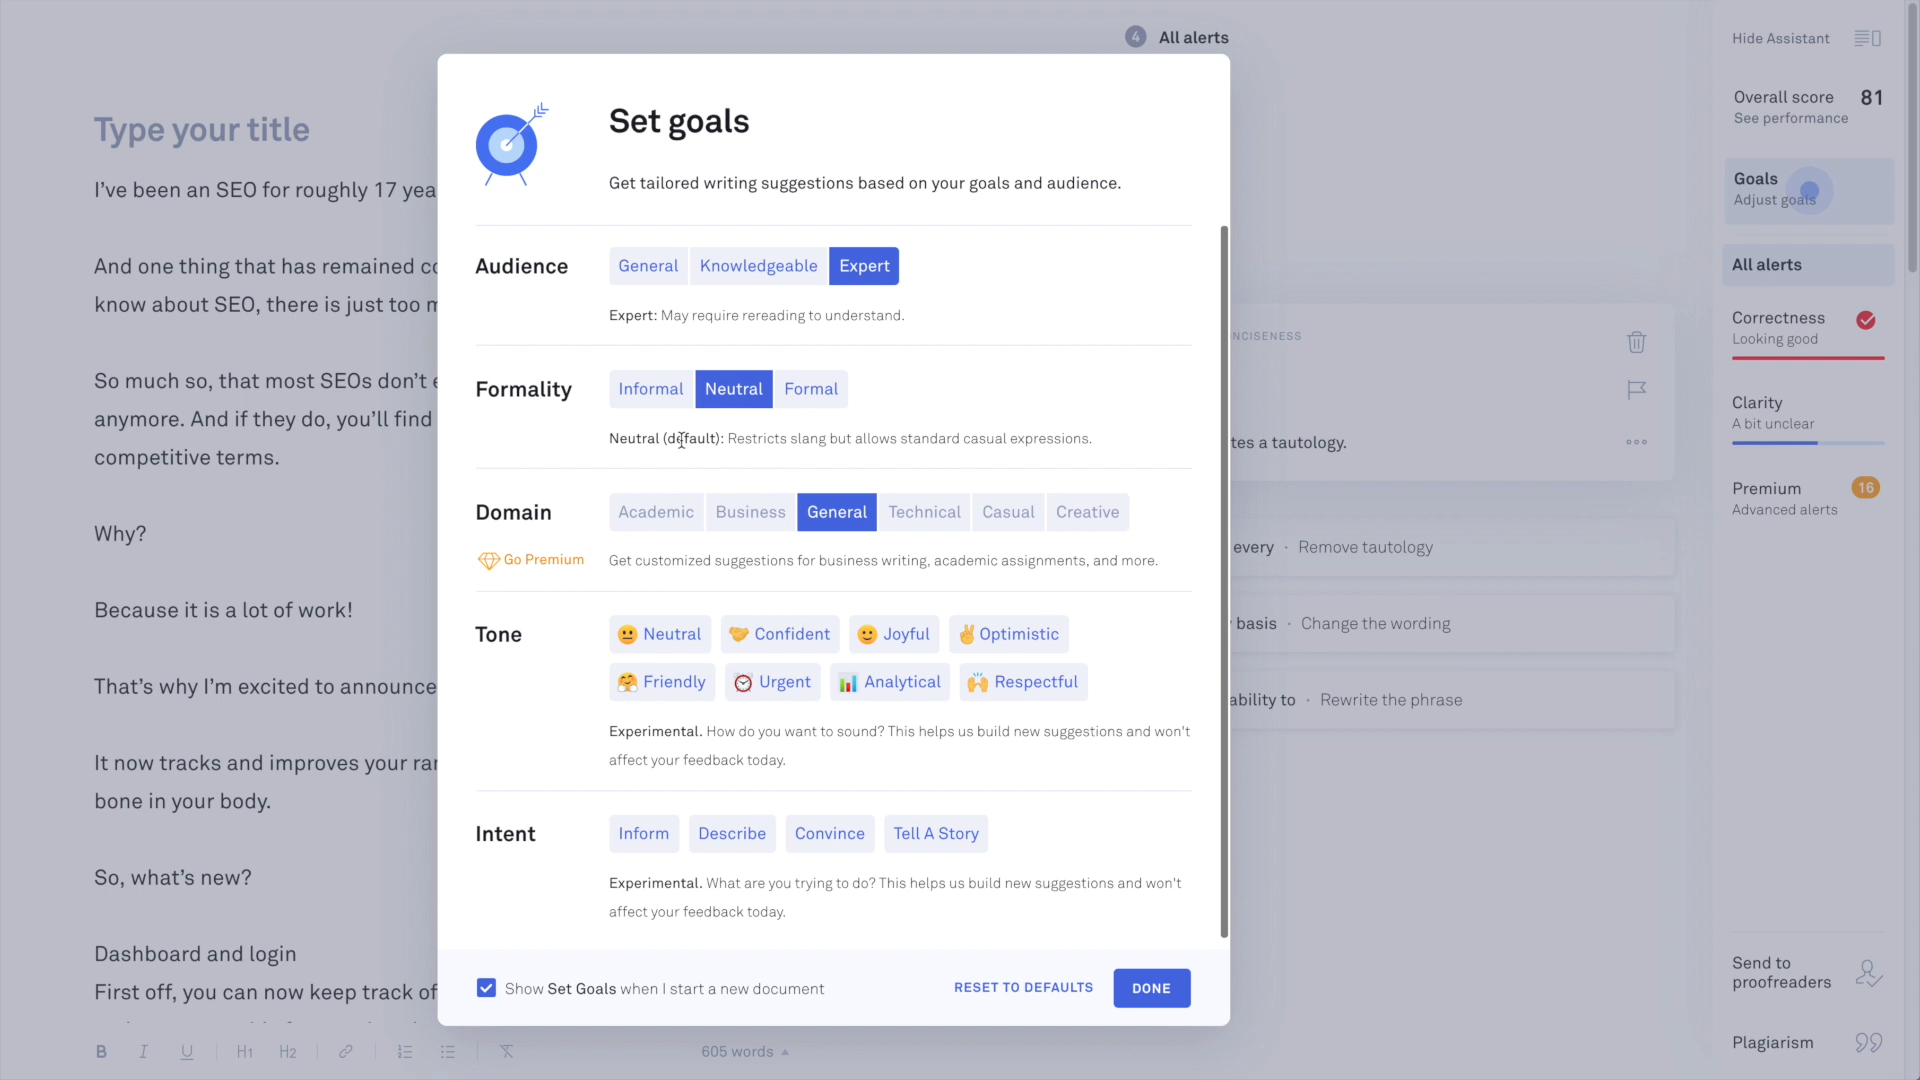 4 All alerts
Hide Assistant
Type your title
I've been an SEO for roughly 17 yea
And one thing that has remained co
know about SEO, there is just too m
So much so, that most SEOs don't e
anymore. And if they do, you'll find
competitive terms.
Why?
Because it is a lot of work!
That's why I'm excited to announce
It now tracks and improves your ran
bone in your body.
So, what's new?
Dashboard and login
First off, you can now keep track of
B I U H1 H2
605 words
Set goals
Get tailored writing suggestions based on your goals and audience.
Audience
General Knowledgeable Expert
Expert: May require rereading to understand.
Formality
Informal Neutral Formal
Neutral (default): Restricts slang but allows standard casual expressions.
Domain
Academic Business General Technical Casual Creative
Go Premium
Get customized suggestions for business writing, academic assignments, and more.
Tone
Neutral Confident Joyful Optimistic
Friendly Urgent Analytical Respectful
Experimental. How do you want to sound? This helps us build new suggestions and won't
affect your feedback today.
Intent
Inform Describe Convince Tell A Story
Experimental. What are you trying to do? This helps us build new suggestions and won't
affect your feedback today.
Show Set Goals when I start a new document
RESET TO DEFAULTS
DONE
NCISENESS
tes a tautology.
every · Remove tautology
basis · Change the wording
ability to · Rewrite the phrase
Overall score 81
See performance
Goals
Adjust goals
All alerts
Correctness
Looking good
Clarity
A bit unclear
Premium 16
Advanced alerts
Send to
proofreaders
Plagiarism